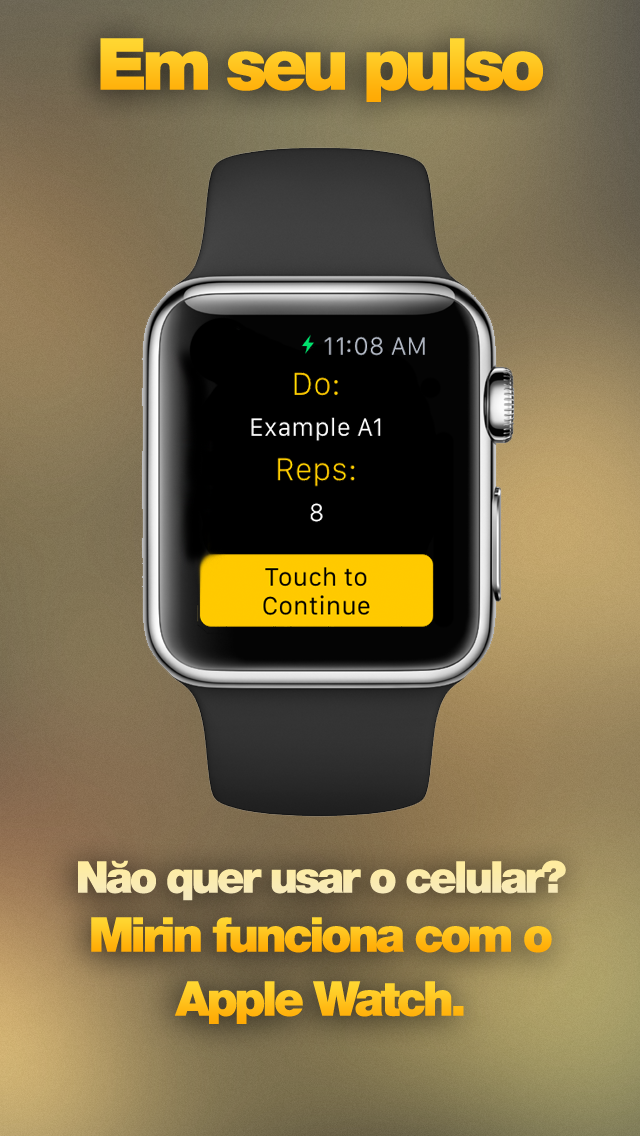 Em seu pulso
11:08 AM
Do:
Example A1
Reps:
8
Touch to
Continue
Năo quer usar o celular?
Mirin funciona com o
Apple Watch.